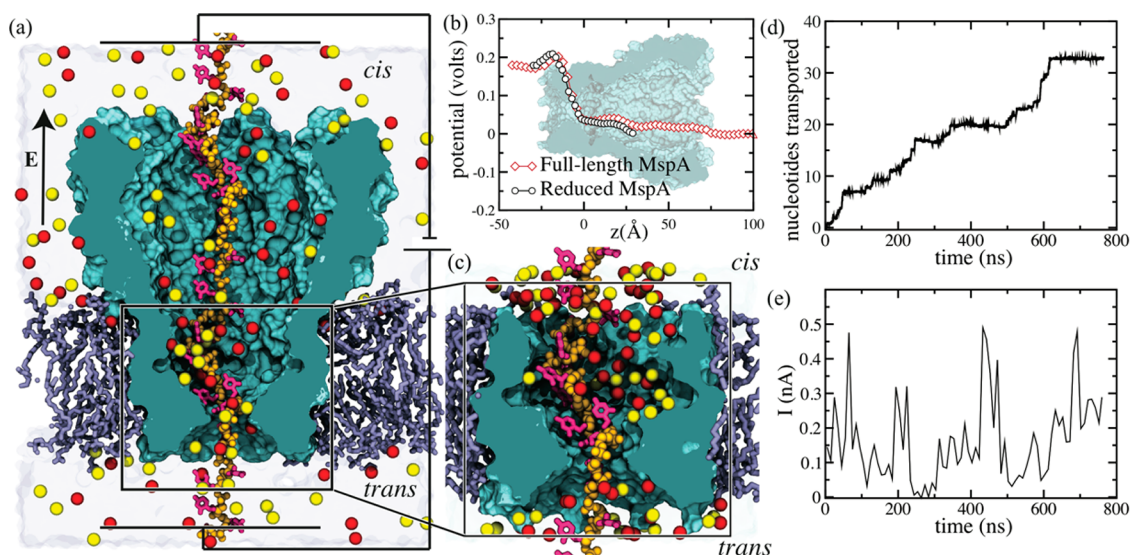 (a)
cis
E
trans
(b)
potential (volts)
0.3
0.2
0.1
0
-0.1
0.2
Full-length MspA
Reduced MspA
-50
0
50
100
z(Å)
(c)
cis
trans
(d)
nucleotides transported
40
30
20
10
0
0
200
400
600
800
time (ns)
(e)
I (nA)
0.5
0.4
0.3
0.2
0.1
0
0
200
400
600
800
time (ns)